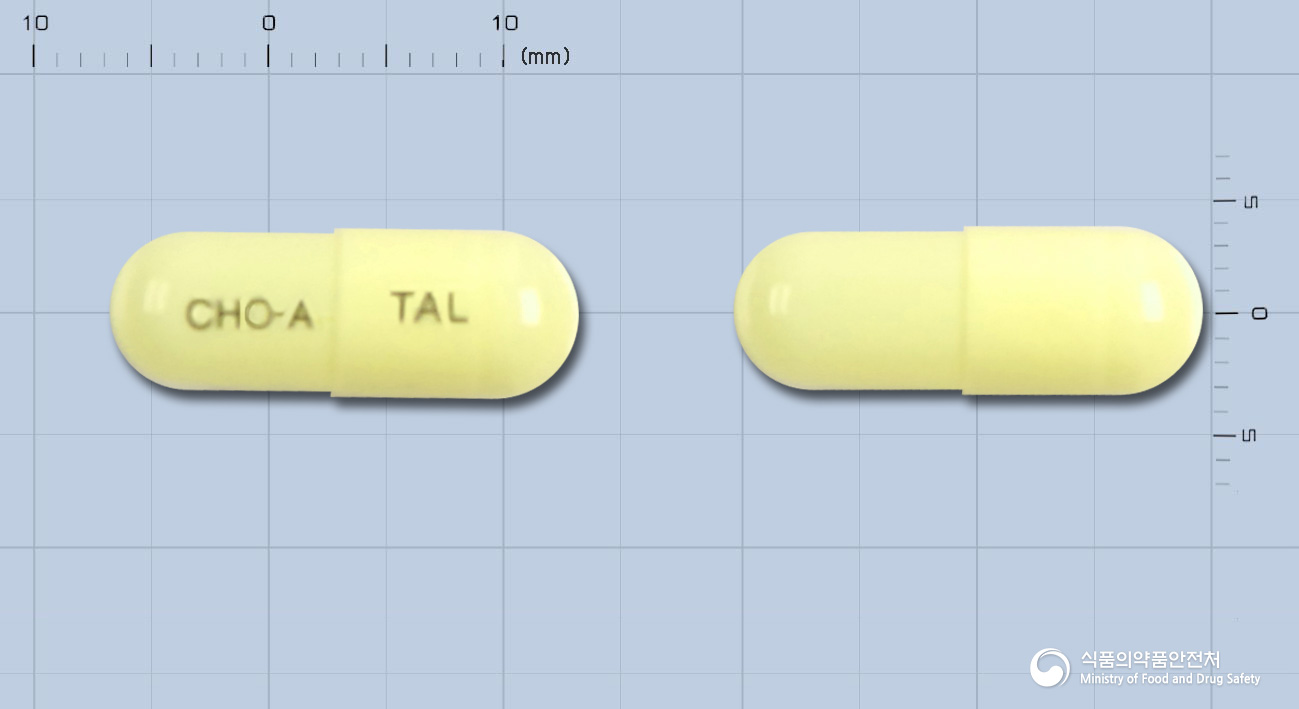 10 0 10
(mm)
CHO-A TAL
5
0
5
식품의약품안전처
Ministry of Food and Drug Safety